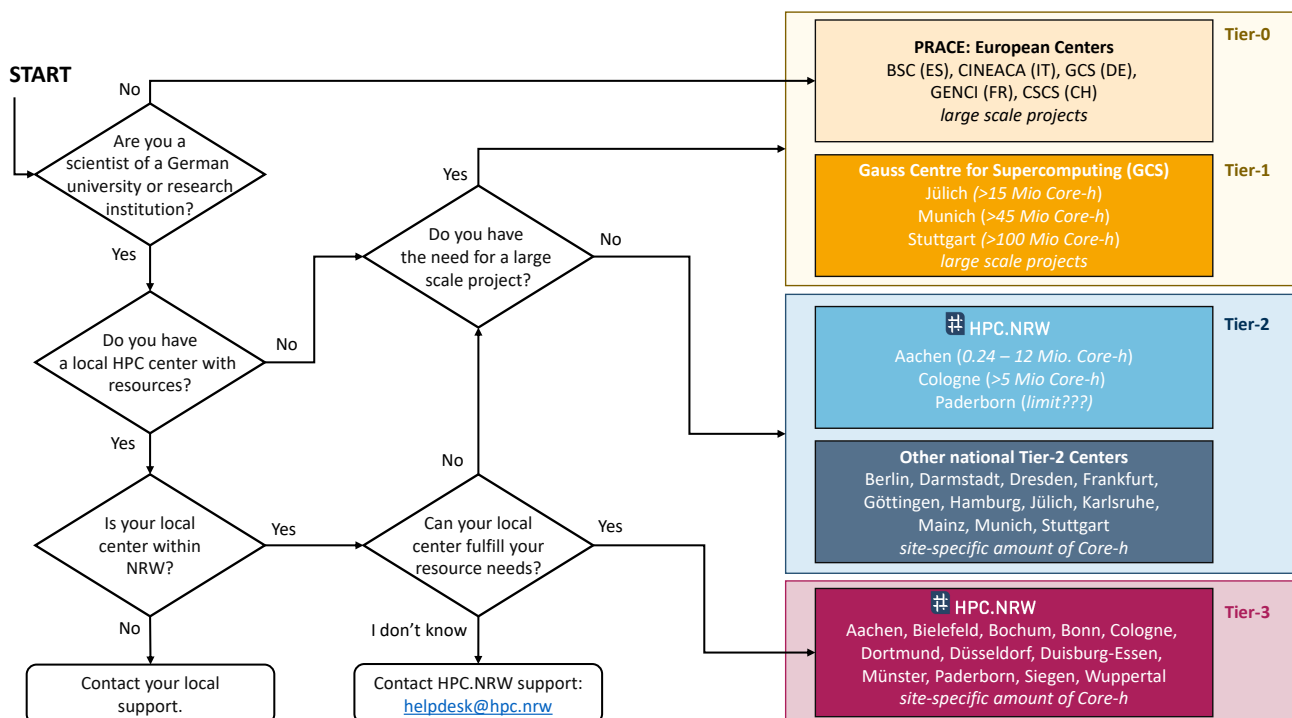 START
No
Are you a
scientist of a German
university or research
institution?
Yes
Do you have
a local HPC center with
resources?
No
Yes
Is your local
center within
NRW?
Yes
No
Contact your local
support.
Yes
Do you have
the need for a large
scale project?
No
No
Can your local
center fulfill your
resource needs?
Yes
I don't know
Contact HPC.NRW support:
helpdesk@hpc.nrw
Tier-0
PRACE: European Centers
BSC (ES), CINEACA (IT), GCS (DE),
GENCI (FR), CSCS (CH)
large scale projects
Tier-1
Gauss Centre for Supercomputing (GCS)
Jülich (>15 Mio Core-h)
Munich (>45 Mio Core-h)
Stuttgart (>100 Mio Core-h)
large scale projects
Tier-2
HPC.NRW
Aachen (0.24 – 12 Mio. Core-h)
Cologne (>5 Mio Core-h)
Paderborn (limit???)
Other national Tier-2 Centers
Berlin, Darmstadt, Dresden, Frankfurt,
Göttingen, Hamburg, Jülich, Karlsruhe,
Mainz, Munich, Stuttgart
site-specific amount of Core-h
Tier-3
HPC.NRW
Aachen, Bielefeld, Bochum, Bonn, Cologne,
Dortmund, Düsseldorf, Duisburg-Essen,
Münster, Paderborn, Siegen, Wuppertal
site-specific amount of Core-h